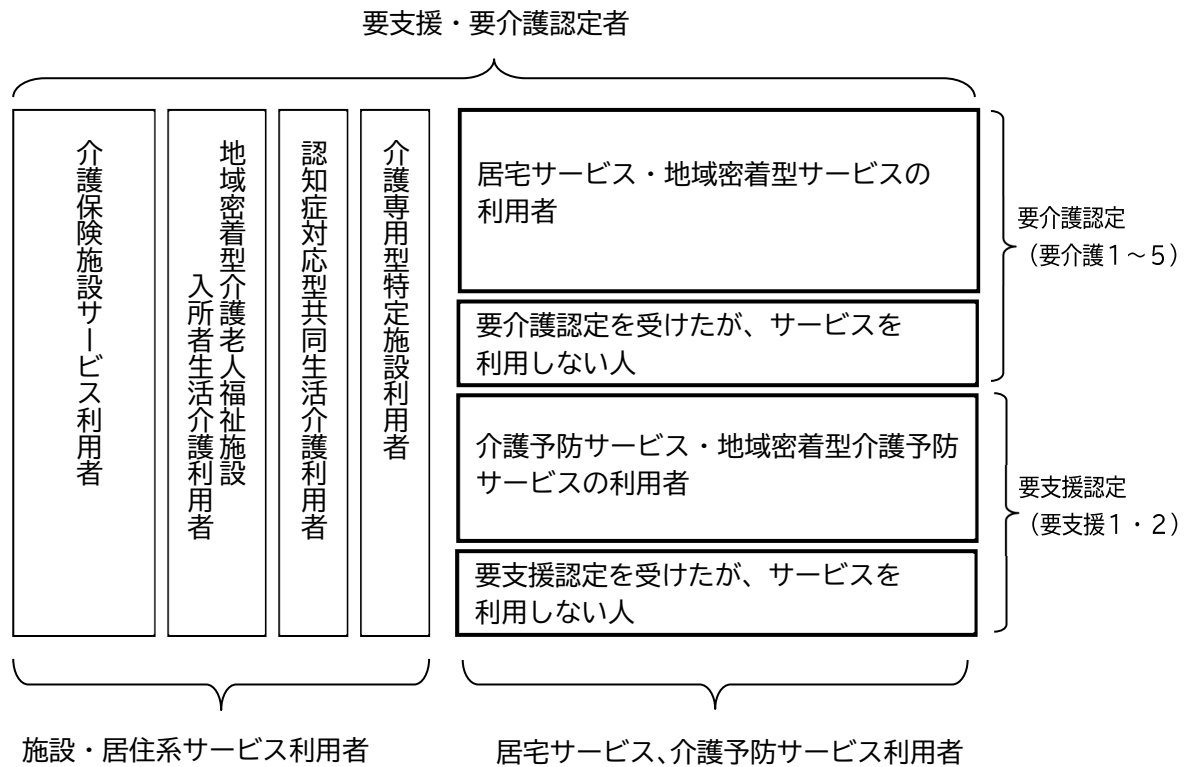 要支援・要介護認定者
介護保険施設サービス利用者
地域密着型介護老人福祉施設
入所者生活介護利用者
認知症対応型共同生活介護利用者
介護専用型特定施設利用者
居宅サービス・地域密着型サービスの
利用者
要介護認定を受けたが、サービスを
利用しない人
介護予防サービス・地域密着型介護予防
サービスの利用者
要支援認定を受けたが、サービスを
利用しない人
要介護認定
（要介護１～５）
要支援認定
（要支援１・２）
施設・居住系サービス利用者
居宅サービス､介護予防サービス利用者